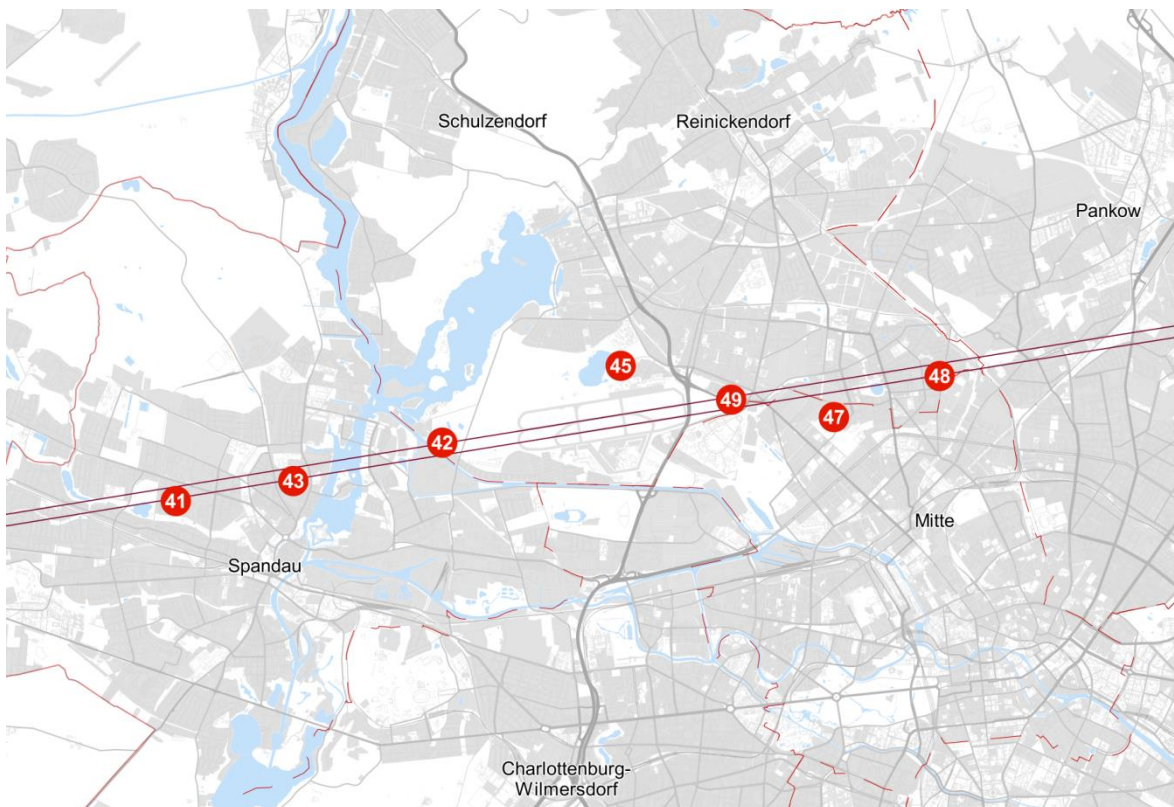 Schulzendorf
Reinickendorf
Pankow
45
49
48
47
42
43
41
Mitte
Spandau
Charlottenburg-
Wilmersdorf